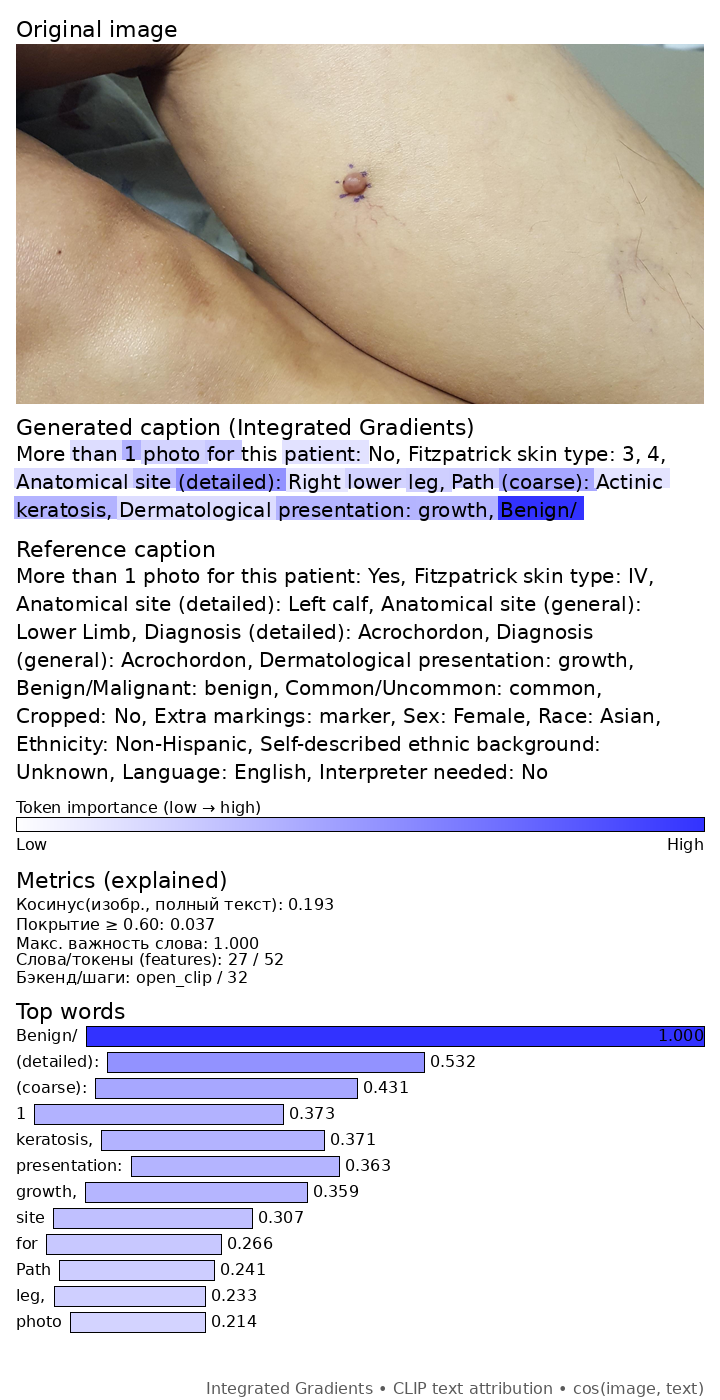 Original image
Generated caption (Integrated Gradients)
More than 1 photo for this patient: No, Fitzpatrick skin type: 3, 4,
Anatomical site (detailed): Right lower leg, Path (coarse): Actinic
keratosis, Dermatological presentation: growth, Benign/
Reference caption
More than 1 photo for this patient: Yes, Fitzpatrick skin type: IV,
Anatomical site (detailed): Left calf, Anatomical site (general):
Lower Limb, Diagnosis (detailed): Acrochordon, Diagnosis
(general): Acrochordon, Dermatological presentation: growth,
Benign/Malignant: benign, Common/Uncommon: common,
Cropped: No, Extra markings: marker, Sex: Female, Race: Asian,
Ethnicity: Non-Hispanic, Self-described ethnic background:
Unknown, Language: English, Interpreter needed: No
Token importance (low → high)
Low High
Metrics (explained)
Косинус(изобр., полный текст): 0.193
Покрытие ≥ 0.60: 0.037
Макс. важность слова: 1.000
Слова/токены (features): 27 / 52
Бэкенд/шаги: open_clip / 32
Top words
Benign/ 1.000
(detailed): 0.532
(coarse): 0.431
1 0.373
keratosis, 0.371
presentation: 0.363
growth, 0.359
site 0.307
for 0.266
Path 0.241
leg, 0.233
photo 0.214
Integrated Gradients • CLIP text attribution • cos(image, text)